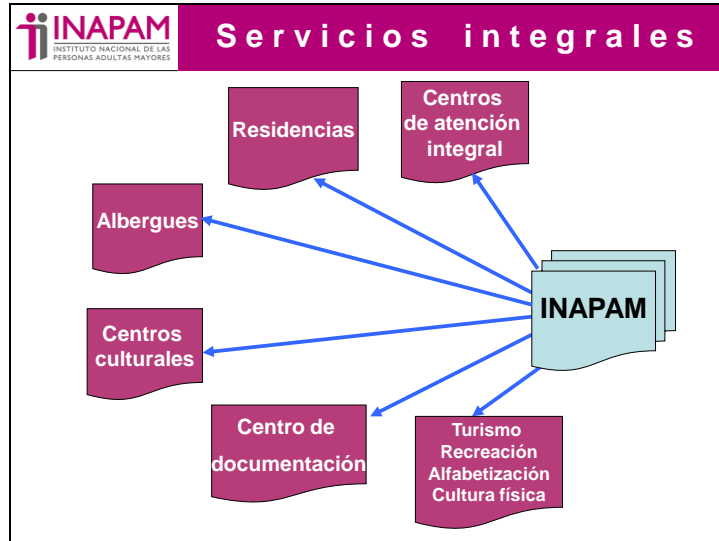 INAPAM
INSTITUTO NACIONAL DE LAS
PERSONAS ADULTAS MAYORES
Servicios integrales
Centros
de atención
integral
Residencias
Albergues
INAPAM
Centros
culturales
Centro de
documentación
Turismo
Recreación
Alfabetización
Cultura física